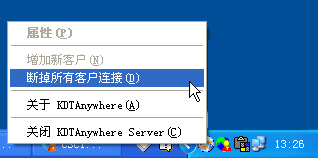 属性(P)
增加新客户(N)
断掉所有客户连接(D)
关于 KDTAnywhere(A)
关闭 KDTAnywhere Server(C)
13:26